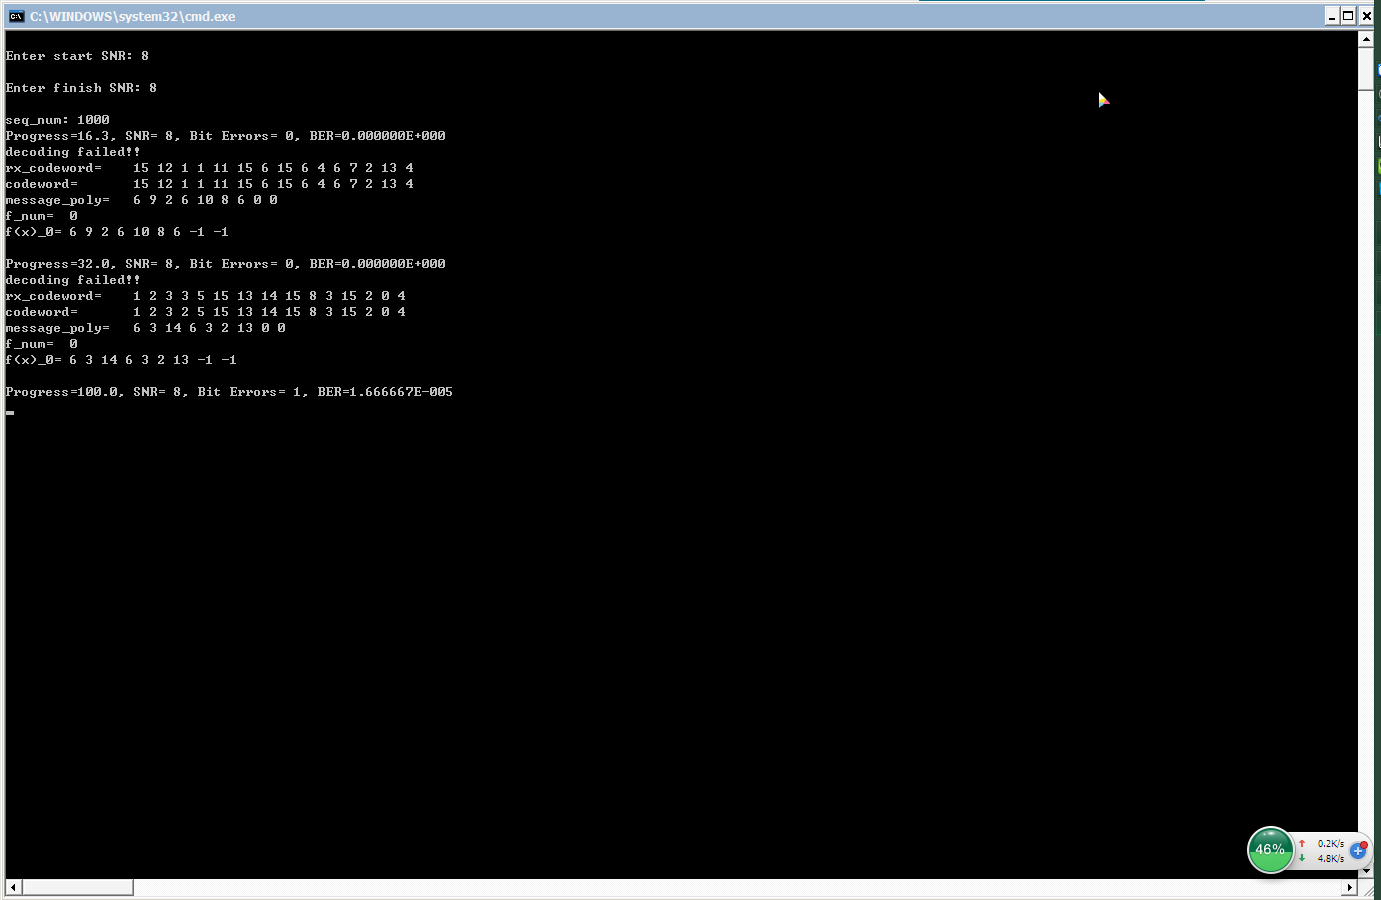 C:\WINDOWS\system32\cmd.exe
Enter start SNR: 8
Enter finish SNR: 8
seq_num: 1000
Progress=16.3, SNR= 8, Bit Errors= 0, BER=0.000000E+000
decoding failed!!
rx_codeword=    15 12 1 1 11 15 6 15 6 4 6 7 2 13 4
codeword=       15 12 1 1 11 15 6 15 6 4 6 7 2 13 4
message_poly=   6 9 2 6 10 8 6 0 0
f_num=  0
f(x)_0= 6 9 2 6 10 8 6 -1 -1
Progress=32.0, SNR= 8, Bit Errors= 0, BER=0.000000E+000
decoding failed!!
rx_codeword=    1 2 3 3 5 15 13 14 15 8 3 15 2 0 4
codeword=       1 2 3 2 5 15 13 14 15 8 3 15 2 0 4
message_poly=   6 3 14 6 3 2 13 0 0
f_num=  0
f(x)_0= 6 3 14 6 3 2 13 -1 -1
Progress=100.0, SNR= 8, Bit Errors= 1, BER=1.666667E-005
46%
0.2K/s
4.8K/s